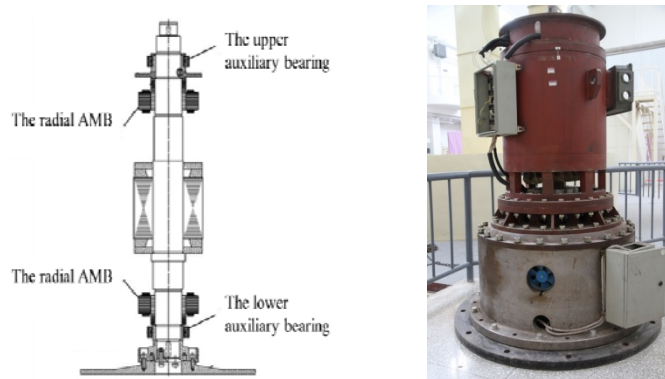 The upper
auxiliary bearing
The radial AMB
The radial AMB
The lower
auxiliary bearing